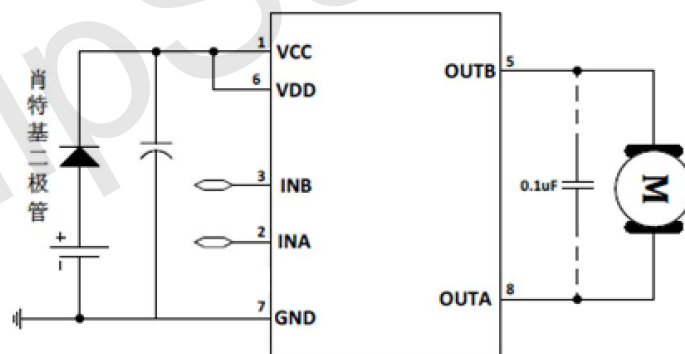 1 VCC
6 VDD
3 INB
2 INA
7 GND
OUTB 5
OUTA 8
肖特基二极管
+
-
0.1uF
M